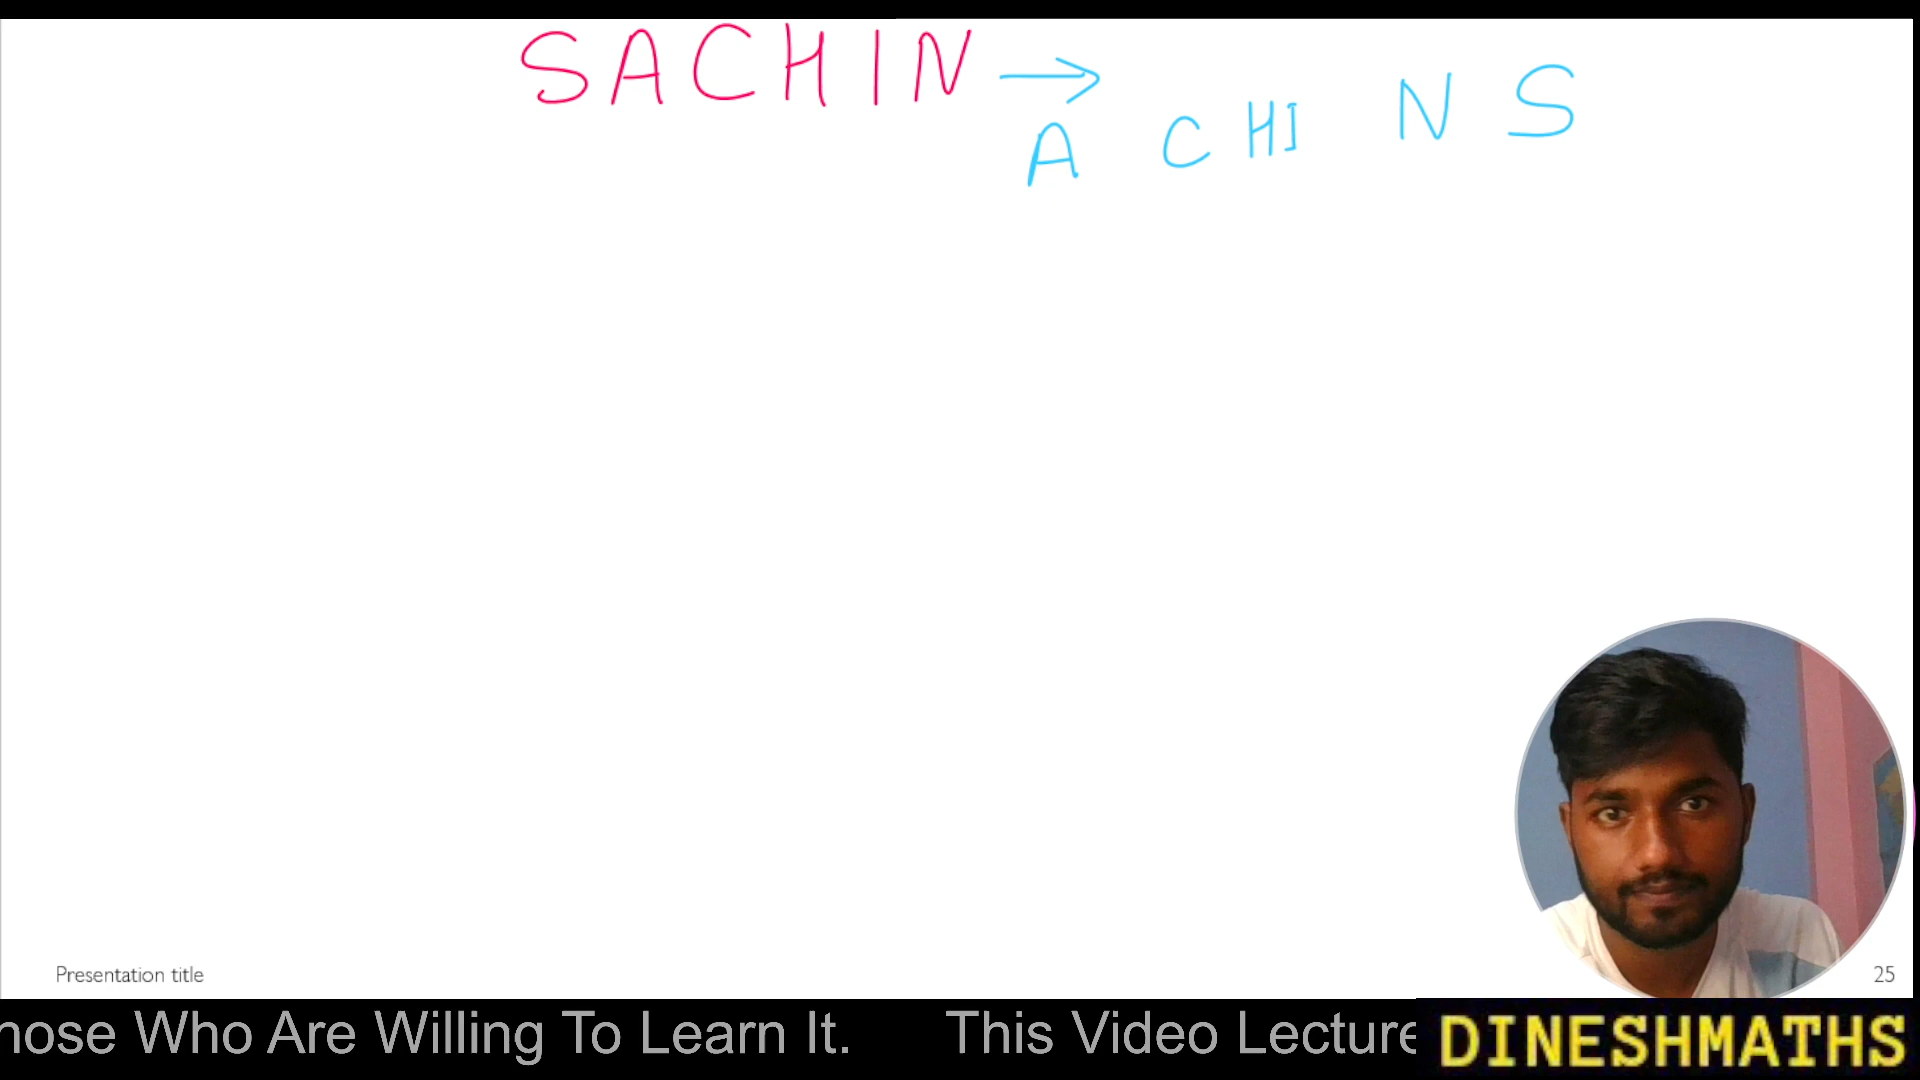 SACHIN →
A C HI N S
Presentation title
25
hose Who Are Willing To Learn It. This Video Lecture
DINESHMATHS